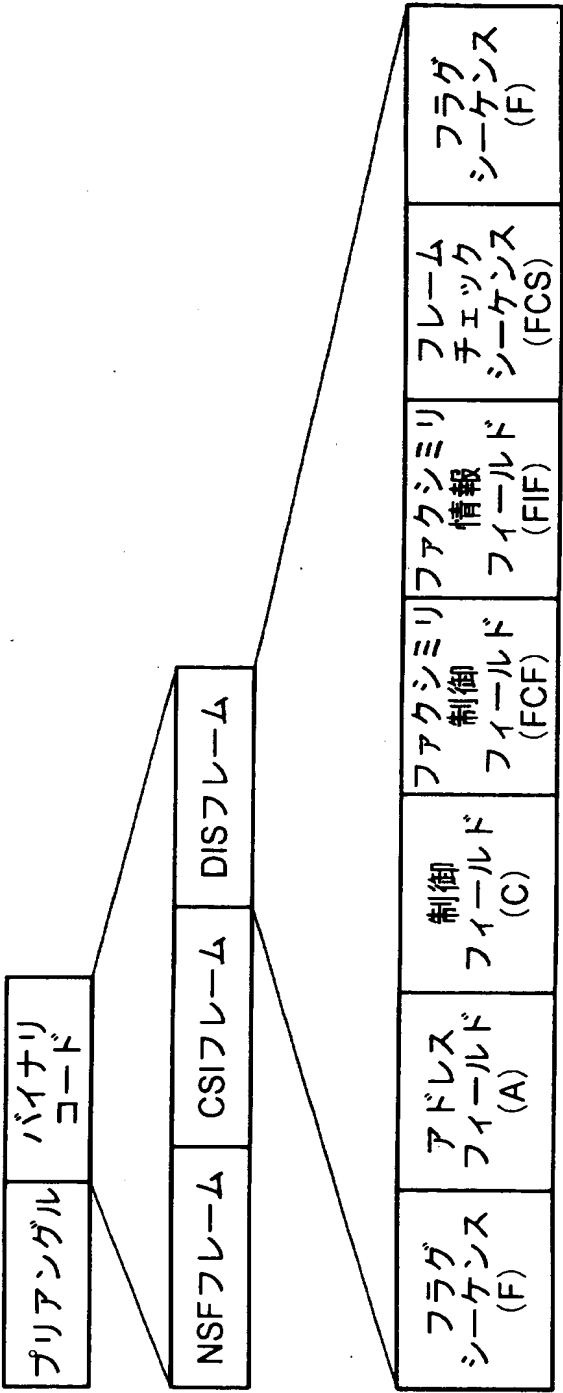 プリアングル
バイナリ
コード
NSFフレーム
CSIフレーム
DISフレーム
フラグ
シーケンス
(F)
アドレス
フィールド
(A)
制御
フィールド
(C)
ファクシミリ
制御
フィールド
(FCF)
ファクシミリ
情報
フィールド
(FIF)
フレーム
チェック
シーケンス
(FCS)
フラグ
シーケンス
(F)